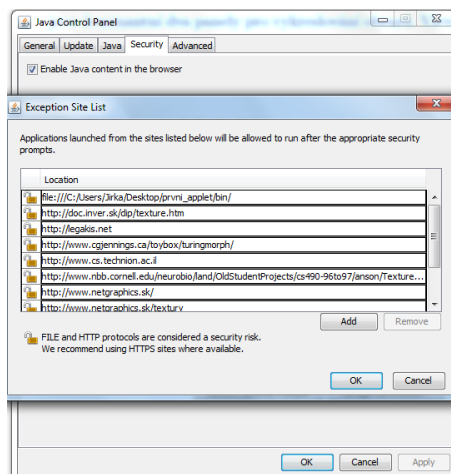 Java Control Panel
General Update Java Security Advanced
Enable Java content in the browser
Exception Site List
Applications launched from the sites listed below will be allowed to run after the appropriate security
prompts.
Location
file:///C:/Users/Jirka/Desktop/prvni_applet/bin/
http://doc.inver.sk/dip/texture.htm
http://legakis.net
http://www.cgjennings.ca/toybox/turingmorph/
http://www.cs.technion.ac.il
http://www.nbb.cornell.edu/neurobio/land/OldStudentProjects/cs490-96to97/anson/Texture...
http://www.netgraphics.sk/
http://www.netgraphics.sk/textury
Add Remove
FILE and HTTP protocols are considered a security risk.
We recommend using HTTPS sites where available.
OK Cancel
OK Cancel Apply